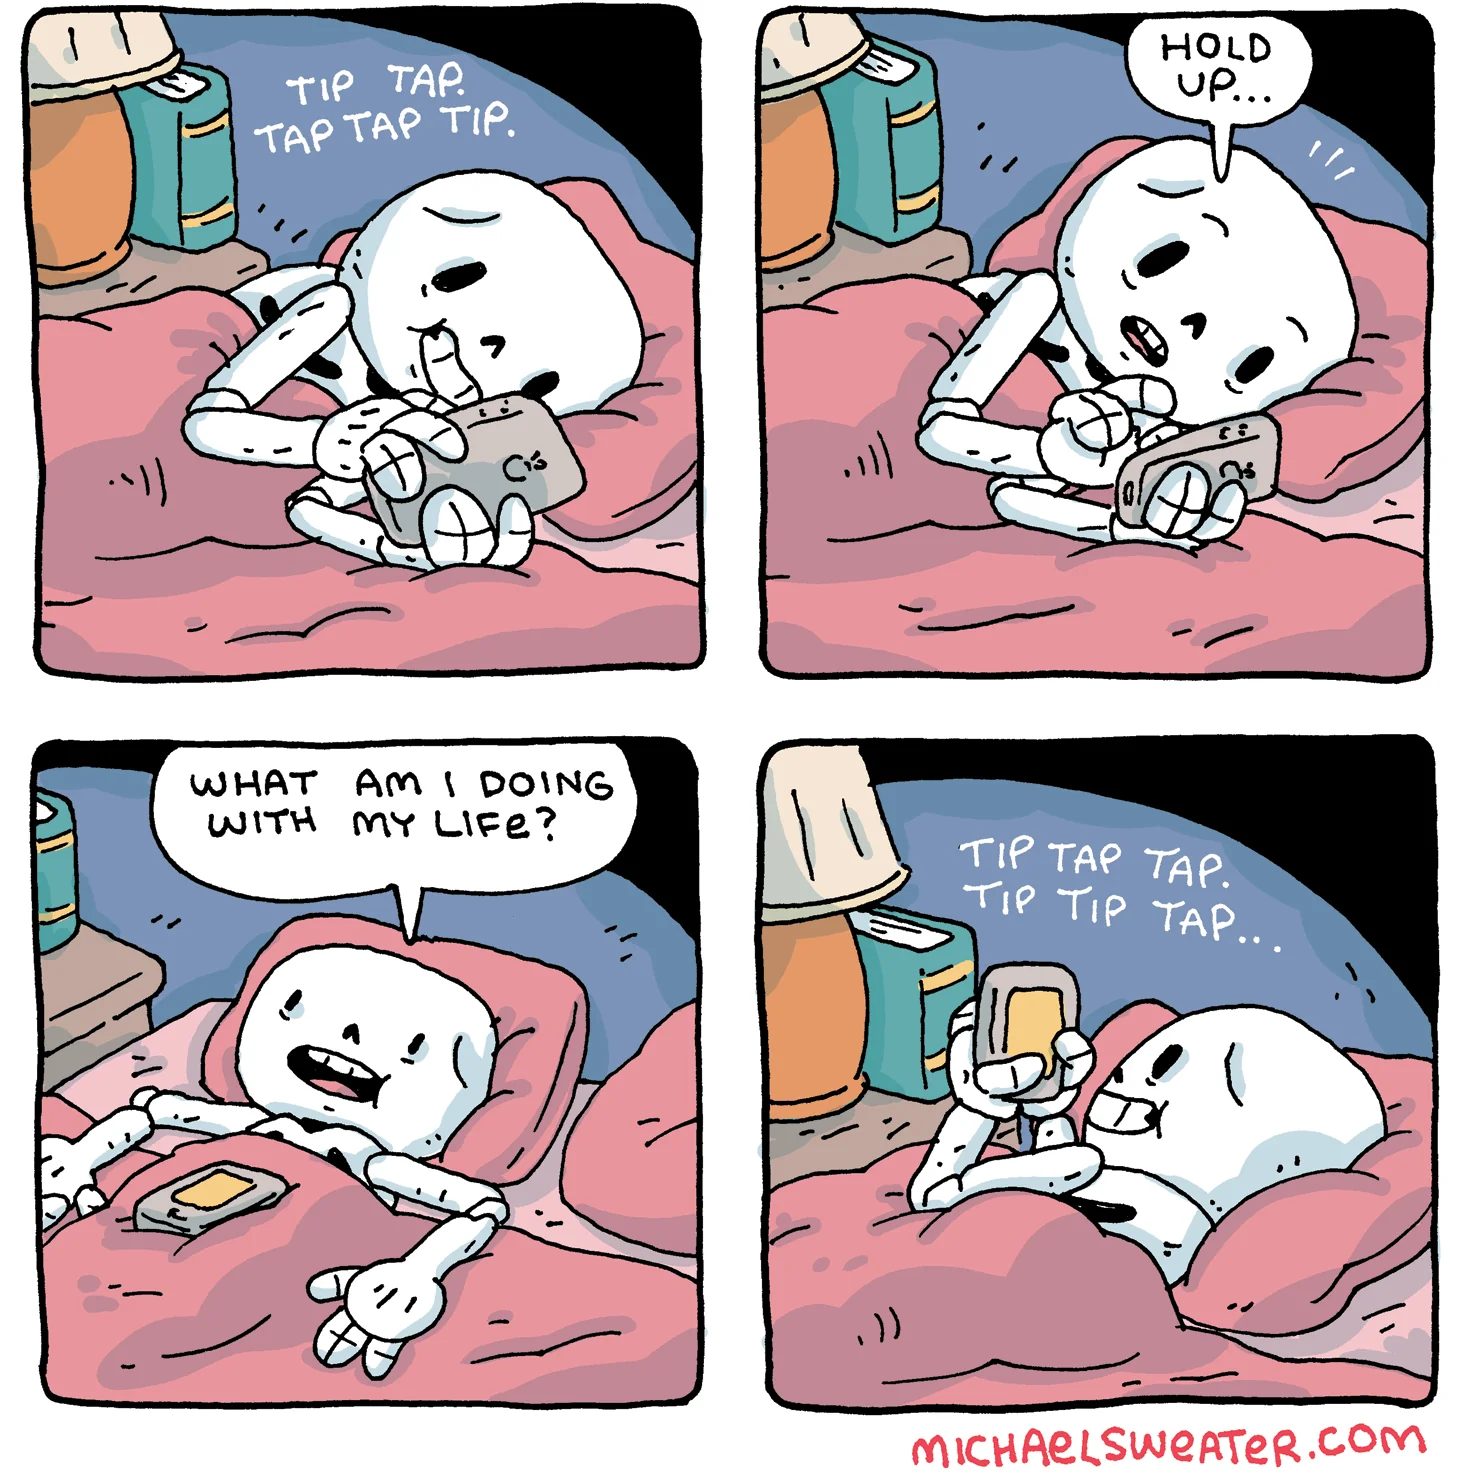 TIP TAP.
TAP TAP TIP.
HOLD
UP...
WHAT AM I DOING
WITH MY LIFE?
TIP TAP TAP.
TIP TIP TAP...
MICHAELSWEATER.COM